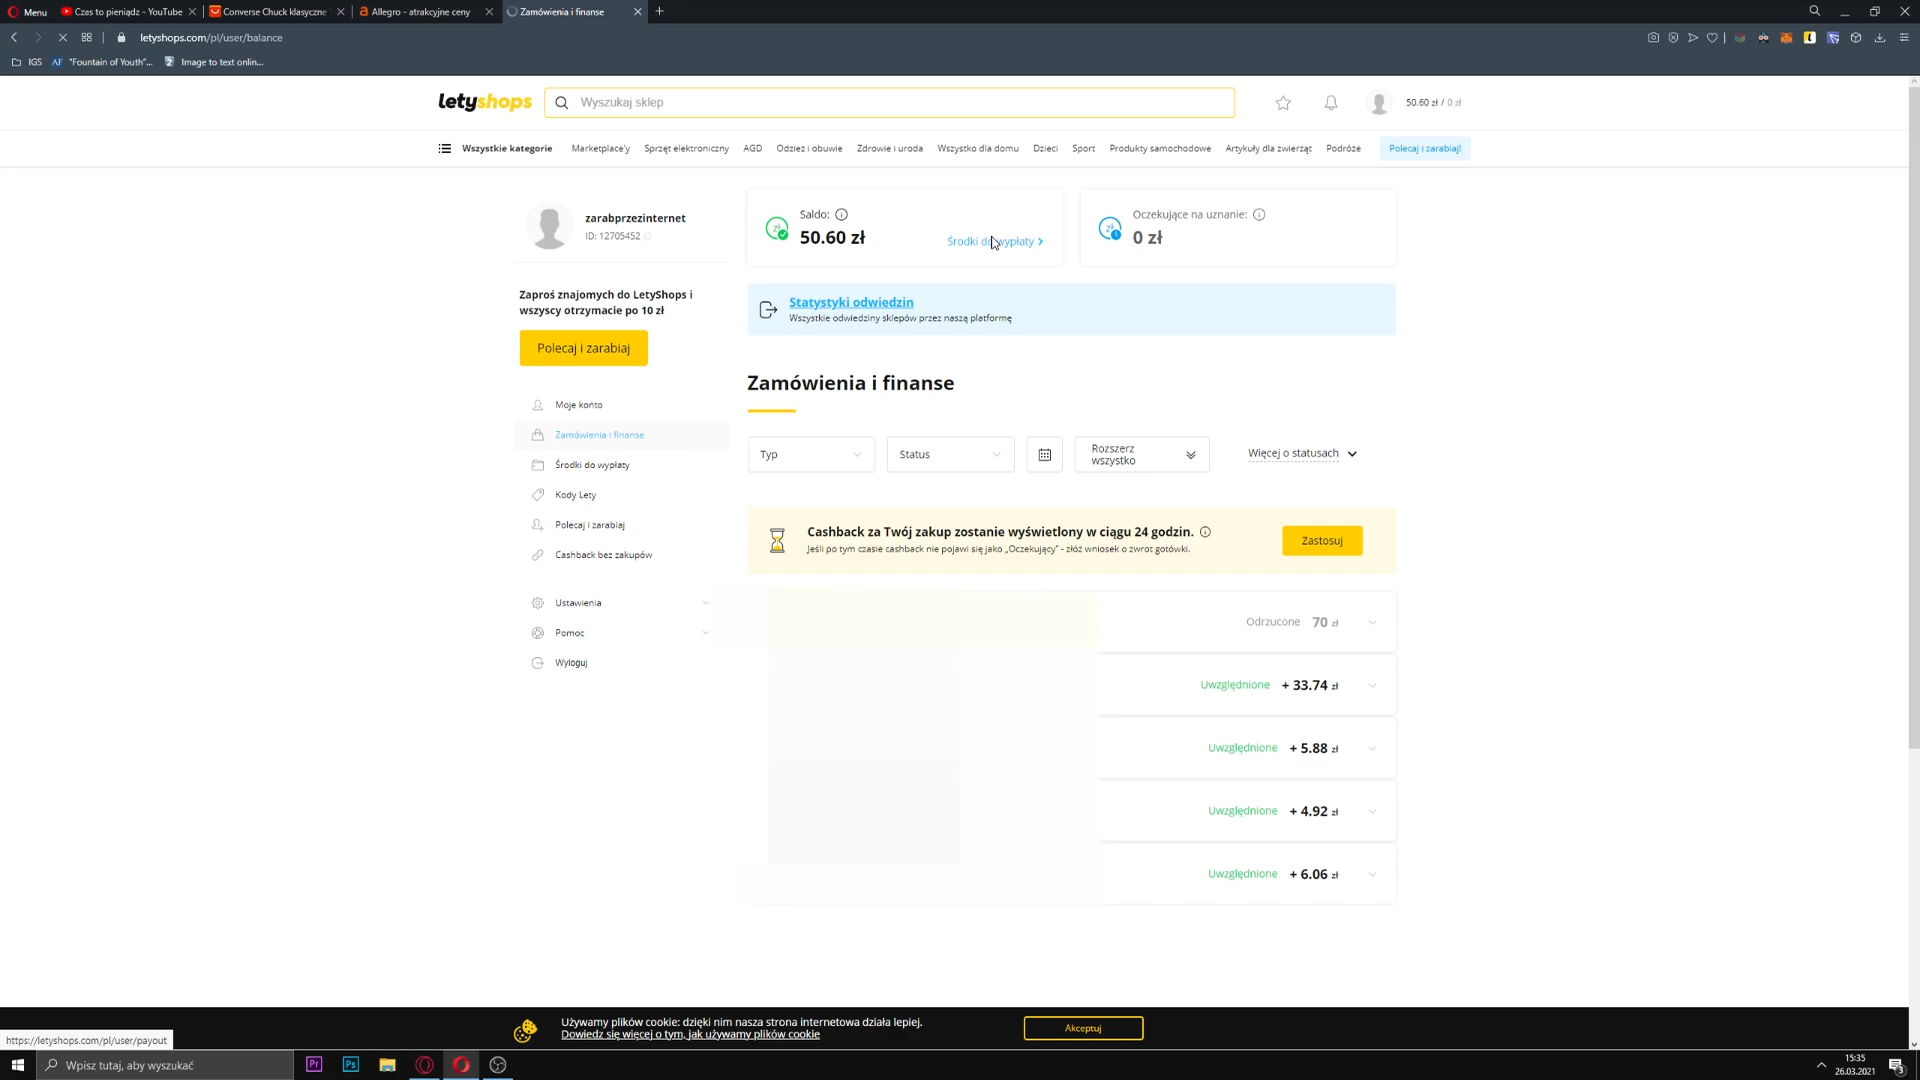 Menu
Czas to pieniądz - YouTube
Converse Chuck klasyczne
Allegro - atrakcyjne ceny
Zamówienia i finanse
letyshops.com/pl/user/balance
IGS
"Fountain of Youth"...
Image to text onlin...
letyshops
Wyszukaj sklep
50.60 zł / 0 zł
Wszystkie kategorie
Marketplace'y
Sprzęt elektroniczny
AGD
Odzież i obuwie
Zdrowie i uroda
Wszystko dla domu
Dzieci
Sport
Produkty samochodowe
Artykuły dla zwierząt
Podróże
Polecaj i zarabiaj!
zarabprzezinternet
ID: 12705452
Saldo:
50.60 zł
Środki do wypłaty
Oczekujące na uznanie:
0 zł
Zaproś znajomych do LetyShops i
wszyscy otrzymacie po 10 zł
Polecaj i zarabiaj
Statystyki odwiedzin
Wszystkie odwiedziny sklepów przez naszą platformę
Moje konto
Zamówienia i finanse
Środki do wypłaty
Kody Lety
Polecaj i zarabiaj
Cashback bez zakupów
Ustawienia
Pomoc
Wyloguj
Zamówienia i finanse
Typ
Status
Rozszerz
wszystko
Więcej o statusach
Cashback za Twój zakup zostanie wyświetlony w ciągu 24 godzin.
Jeśli po tym czasie cashback nie pojawi się jako „Oczekujący" - złóż wniosek o zwrot gotówki.
Zastosuj
Odrzucone 70 zł
Uwzględnione + 33.74 zł
Uwzględnione + 5.88 zł
Uwzględnione + 4.92 zł
Uwzględnione + 6.06 zł
Używamy plików cookie: dzięki nim nasza strona internetowa działa lepiej.
Dowiedz się więcej o tym, jak używamy plików cookie
Akceptuj
https://letyshops.com/pl/user/payout
Wpisz tutaj, aby wyszukać
Pr
Ps
15:35
26.03.2021
3